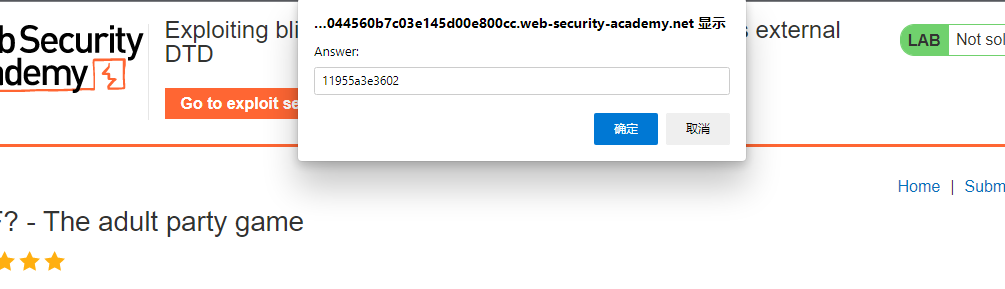 ...044560b7c03e145d00e800cc.web-security-academy.net 显示
Answer:
11955a3e3602
确定
取消
b Security
ademy
Exploiting bli
s external
DTD
Go to exploit se
LAB
Not sol
Home | Subm
F? - The adult party game